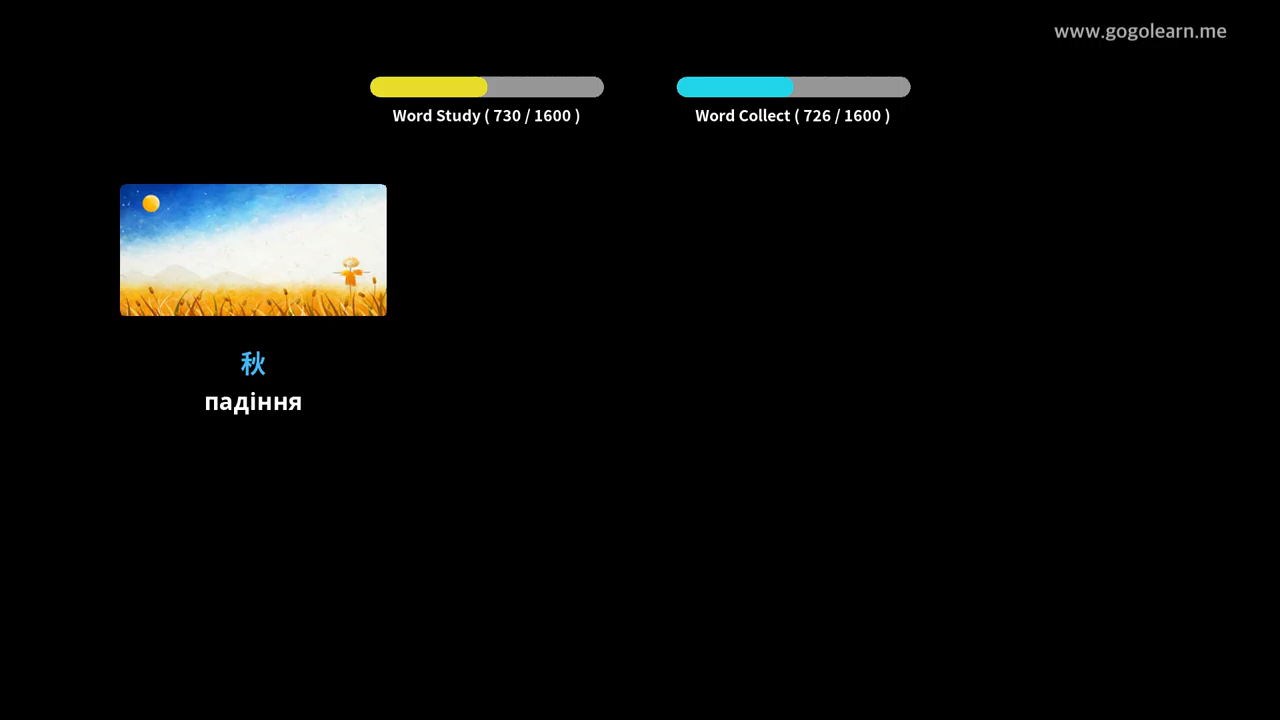 www.gogolearn.me
Word Study ( 730 / 1600 )
Word Collect ( 726 / 1600 )
秋
падіння